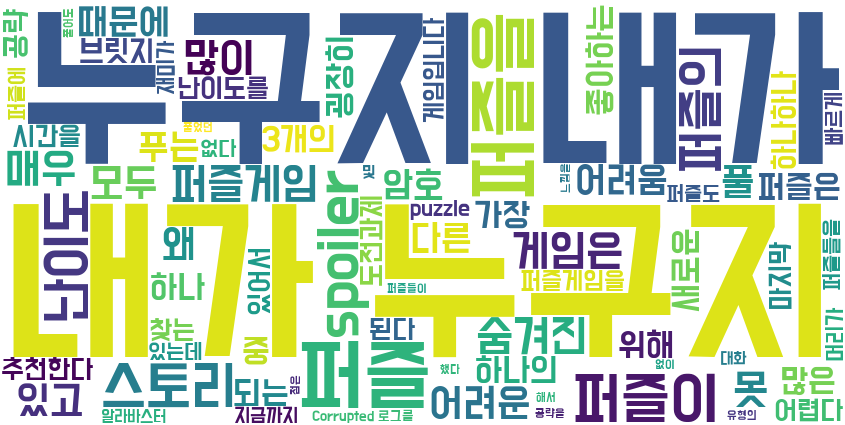 누구지 내가
내가 누구지
공략
풀어도
때문에
브릿지
재미가
많이
난이도를
굉장히
게임입니다
퍼즐을
좋아하는
퍼즐의
하나하나
빠르게
퍼즐에
시간을
풀었던
푸는
없다
3개의
매우
모두
퍼즐게임
및
암호
느낌을
어려움
퍼즐도
풀
퍼즐은
난이도
왜
하나
있어서
spoiler
도전과제
puzzle
다른
가장
게임은
퍼즐게임을
새로운
마지막
퍼즐들을
퍼즐들이
찾는
있는데
중
된다
숨겨진
하나의
위해
없이
대화
머리가
추천한다
있고
스토리
되는
짧은
퍼즐
했다
어려운
해서
공략을
퍼즐이
못
많은
유형의
어렵다
알라바스터
지금까지
Corrupted 로그룰